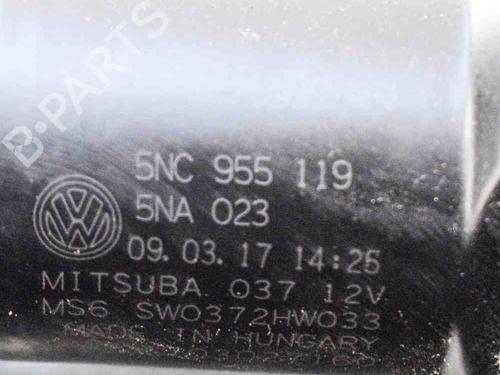 B-PARTS
5NC 955 119
5NA 023
09.03.17 14:25
MITSUBA 037 12V
MS6 SW0372HW033
MADE IN HUNGARY